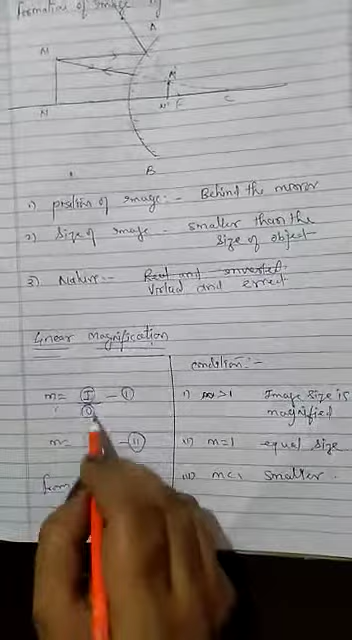 Formation of Image
A
M
M'
N
N'
F
C
B
1) Position of Image:- Behind the mirror
2) Size of image - smaller than the
size of object
3) Nature:- Real and inverted.
Virtual and errect
Linear Magnification
m= I/O - (I)
m= -(II)
condition:-
i) m>1 Image size is
magnified
ii) m=1 equal size
iii) m<1 smaller.